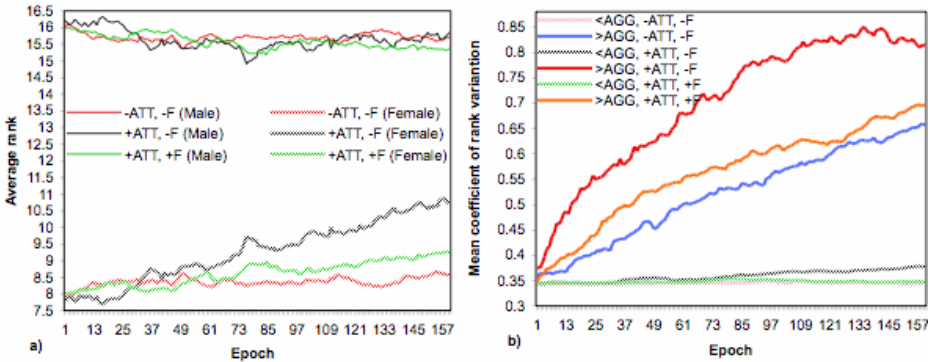 16.5
16
15.5
15
14.5
14
13.5
13
12.5
12
11.5
11
10.5
10
9.5
9
8.5
8
7.5
Average rank
-ATT, -F (Male)
-ATT, -F (Female)
+ATT, -F (Male)
+ATT, -F (Female)
+ATT, +F (Male)
+ATT, +F (Female)
1 13 25 37 49 61 73 85 97 109 121 133 145 157
a)
Epoch
0.85
0.8
0.75
0.7
0.65
0.6
0.55
0.5
0.45
0.4
0.35
0.3
Mean coefficient of rank variantion
<AGG, -ATT, -F
>AGG, -ATT, -F
<AGG, +ATT, -F
>AGG, +ATT, -F
<AGG, +ATT, +F
>AGG, +ATT, +F
1 13 25 37 49 61 73 85 97 109 121 133 145 157
b)
Epoch